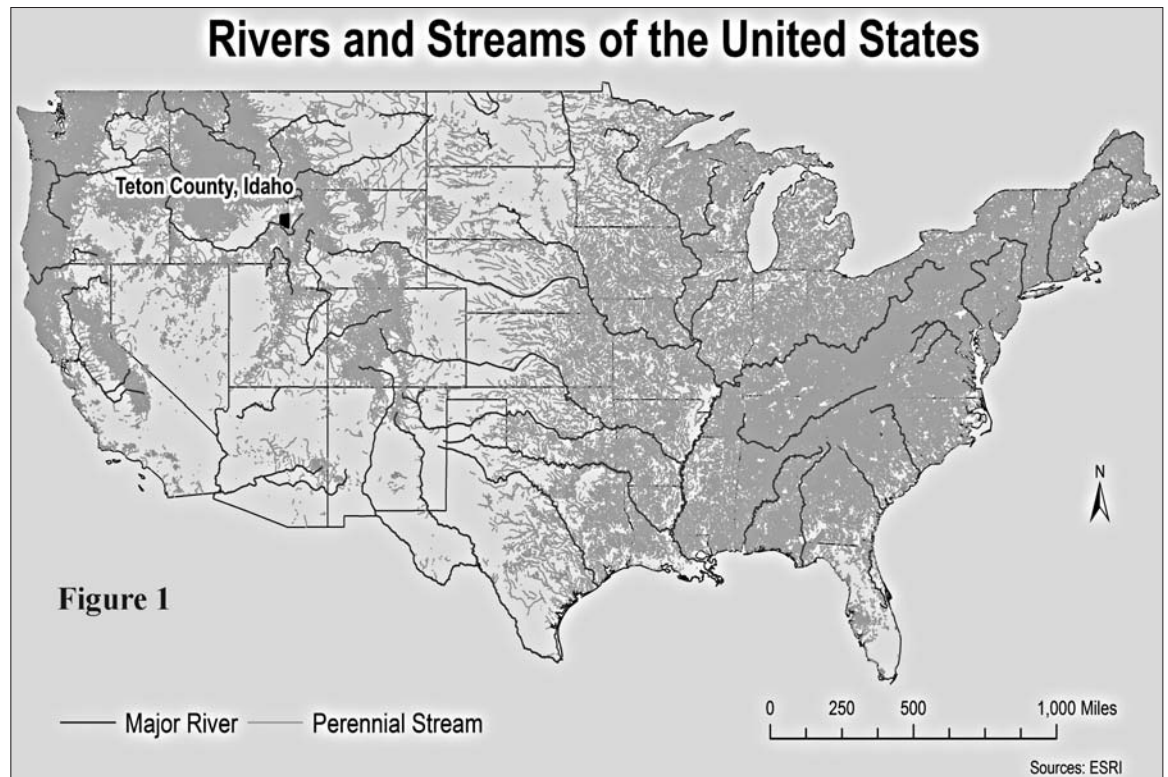 Rivers and Streams of the United States
Teton County, Idaho
N
Figure 1
Major River Perennial Stream
0 250 500 1,000 Miles
Sources: ESRI